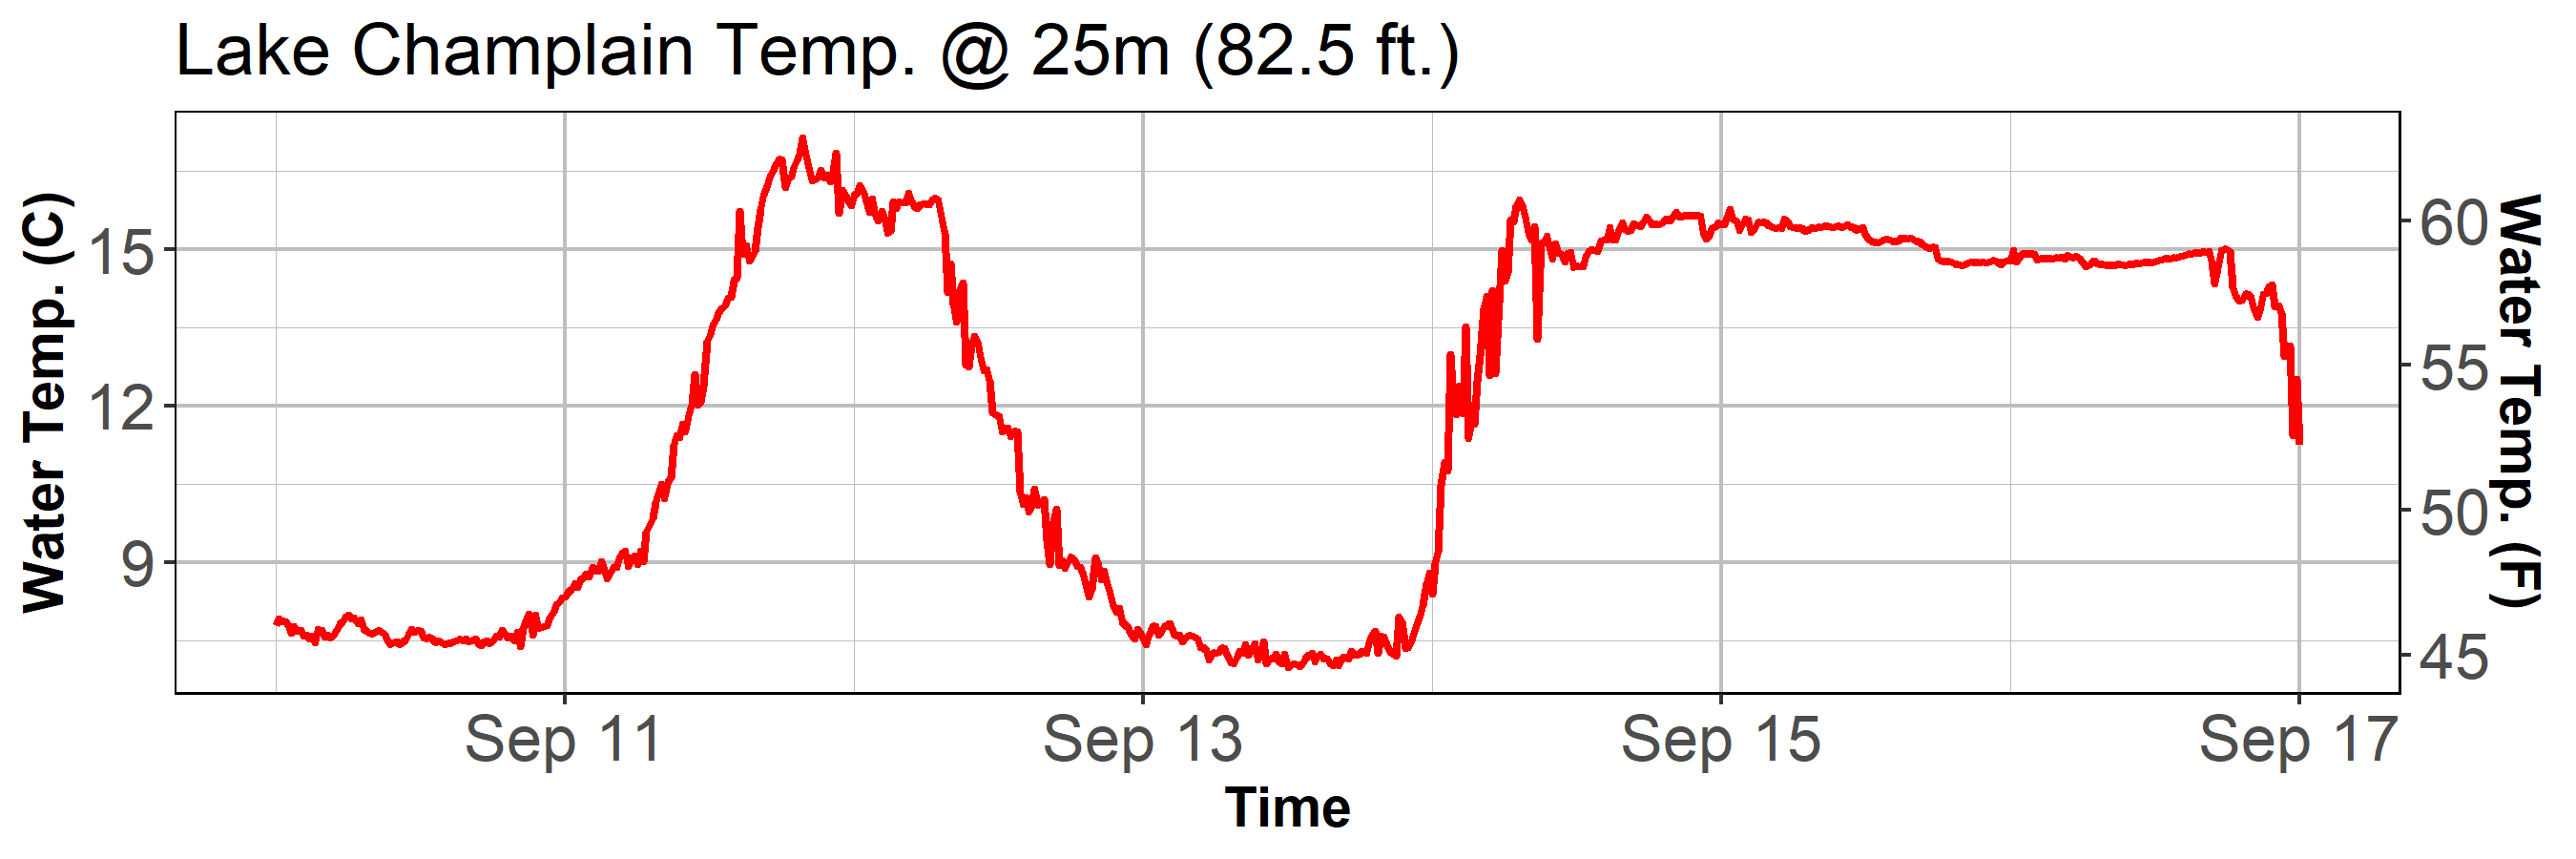 Lake Champlain Temp. @ 25m (82.5 ft.)
Water Temp. (C)
15
12
9
60
55
50
45
Water Temp. (F)
Sep 11
Sep 13
Sep 15
Sep 17
Time